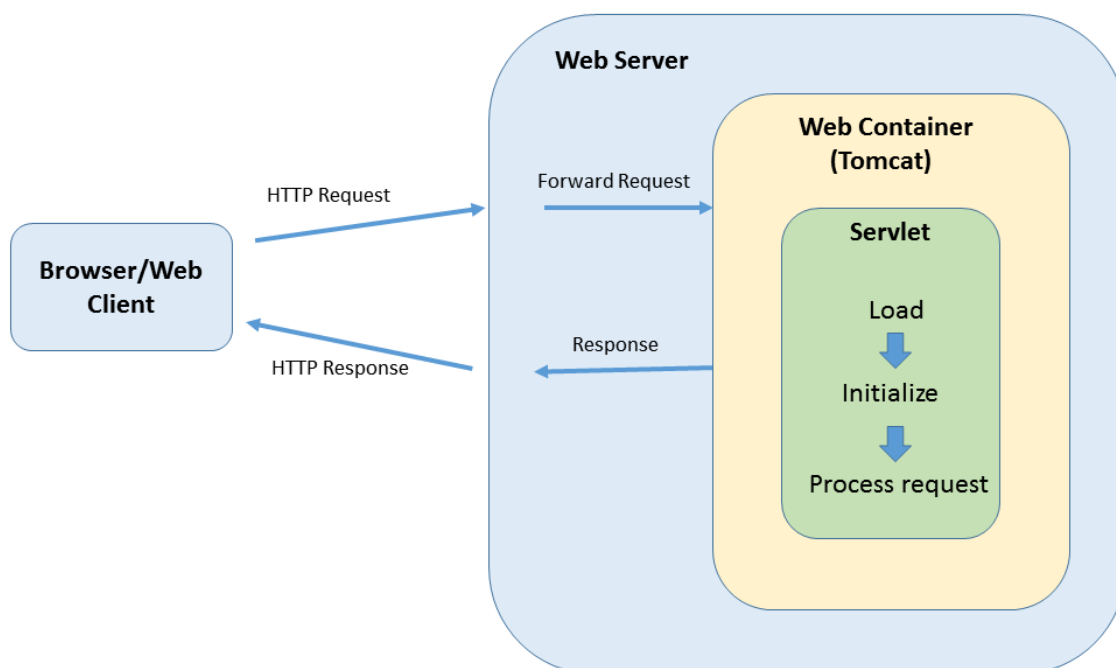 Web Server
Web Container
(Tomcat)
HTTP Request
Forward Request
Servlet
Browser/Web
Client
Load
Response
HTTP Response
Initialize
Process request